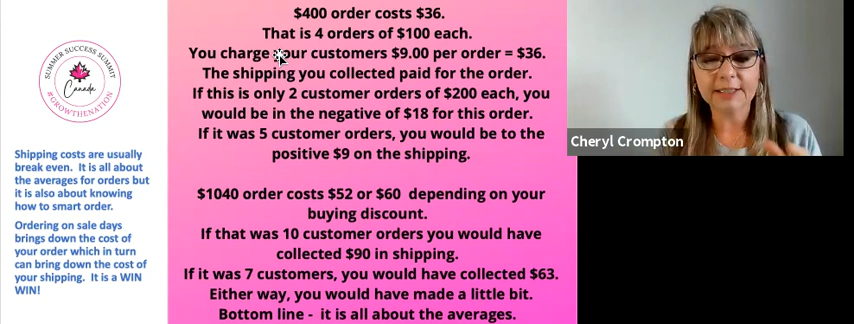 SUMMER SUCCESS SUMMIT
Canada
#GROWTHENATION
Shipping costs are usually
break even. It is all about
the averages for orders but
it is also about knowing
how to smart order.
Ordering on sale days
brings down the cost of
your order which in turn
can bring down the cost of
your shipping. It is a WIN
WIN!
$400 order costs $36.
That is 4 orders of $100 each.
You charge your customers $9.00 per order = $36.
The shipping you collected paid for the order.
If this is only 2 customer orders of $200 each, you
would be in the negative of $18 for this order.
If it was 5 customer orders, you would be to the
positive $9 on the shipping.
$1040 order costs $52 or $60 depending on your
buying discount.
If that was 10 customer orders you would have
collected $90 in shipping.
If it was 7 customers, you would have collected $63.
Either way, you would have made a little bit.
Bottom line - it is all about the averages.
Cheryl Crompton